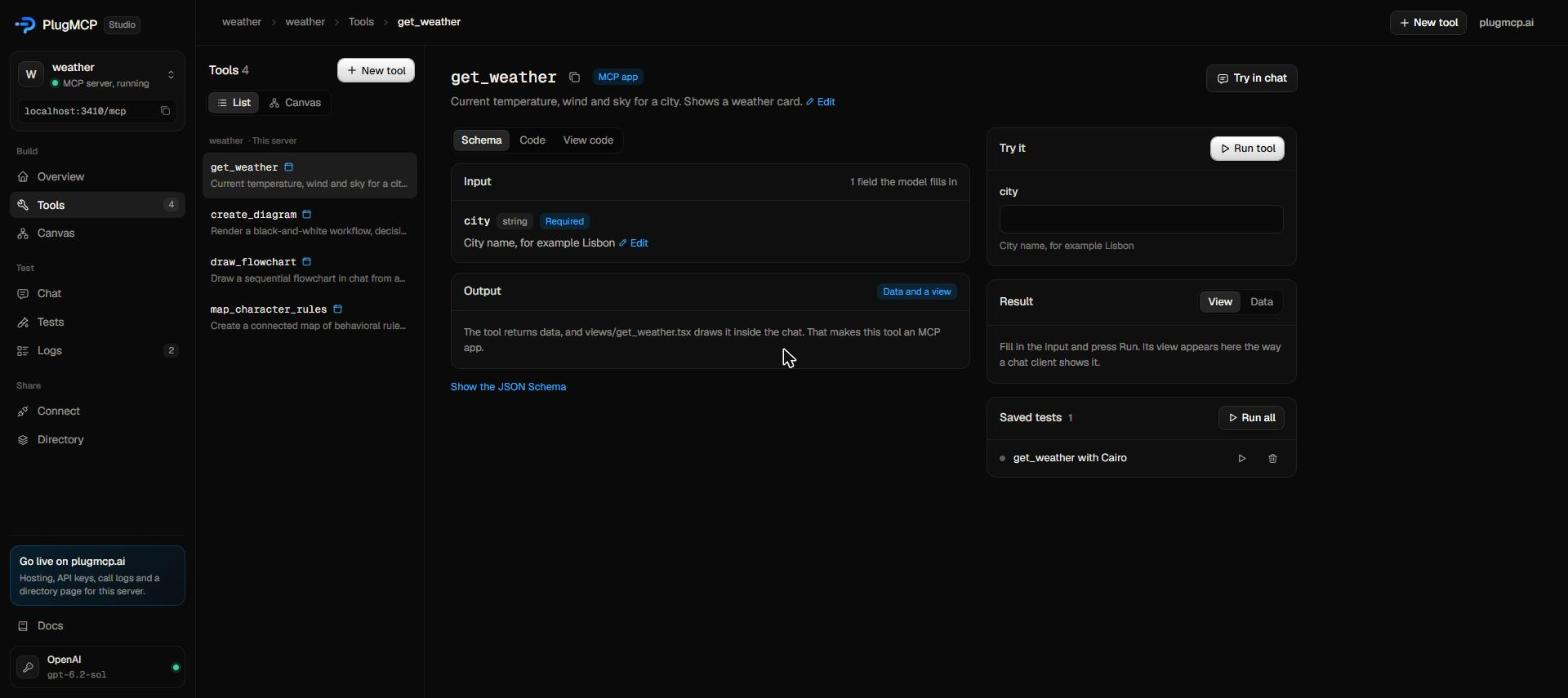 PlugMCP Studio
weather weather Tools get_weather
+ New tool plugmcp.ai
W
weather
MCP server, running
localhost:3410/mcp
Build
Overview
Tools 4
Canvas
Test
Chat
Tests
Logs 2
Share
Connect
Directory
Go live on plugmcp.ai
Hosting, API keys, call logs and a
directory page for this server.
Docs
OpenAI
gpt-6.2-sol
Tools 4
+ New tool
List Canvas
weather · This server
get_weather
Current temperature, wind and sky for a cit...
create_diagram
Render a black-and-white workflow, decisi...
draw_flowchart
Draw a sequential flowchart in chat from a...
map_character_rules
Create a connected map of behavioral rule...
get_weather MCP app
Try in chat
Current temperature, wind and sky for a city. Shows a weather card. Edit
Schema Code View code
Input 1 field the model fills in
city string Required
City name, for example Lisbon Edit
Output Data and a view
The tool returns data, and views/get_weather.tsx draws it inside the chat. That makes this tool an MCP
app.
Show the JSON Schema
Try it Run tool
city
City name, for example Lisbon
Result View Data
Fill in the input and press Run. Its view appears here the way
a chat client shows it.
Saved tests 1 Run all
get_weather with Cairo